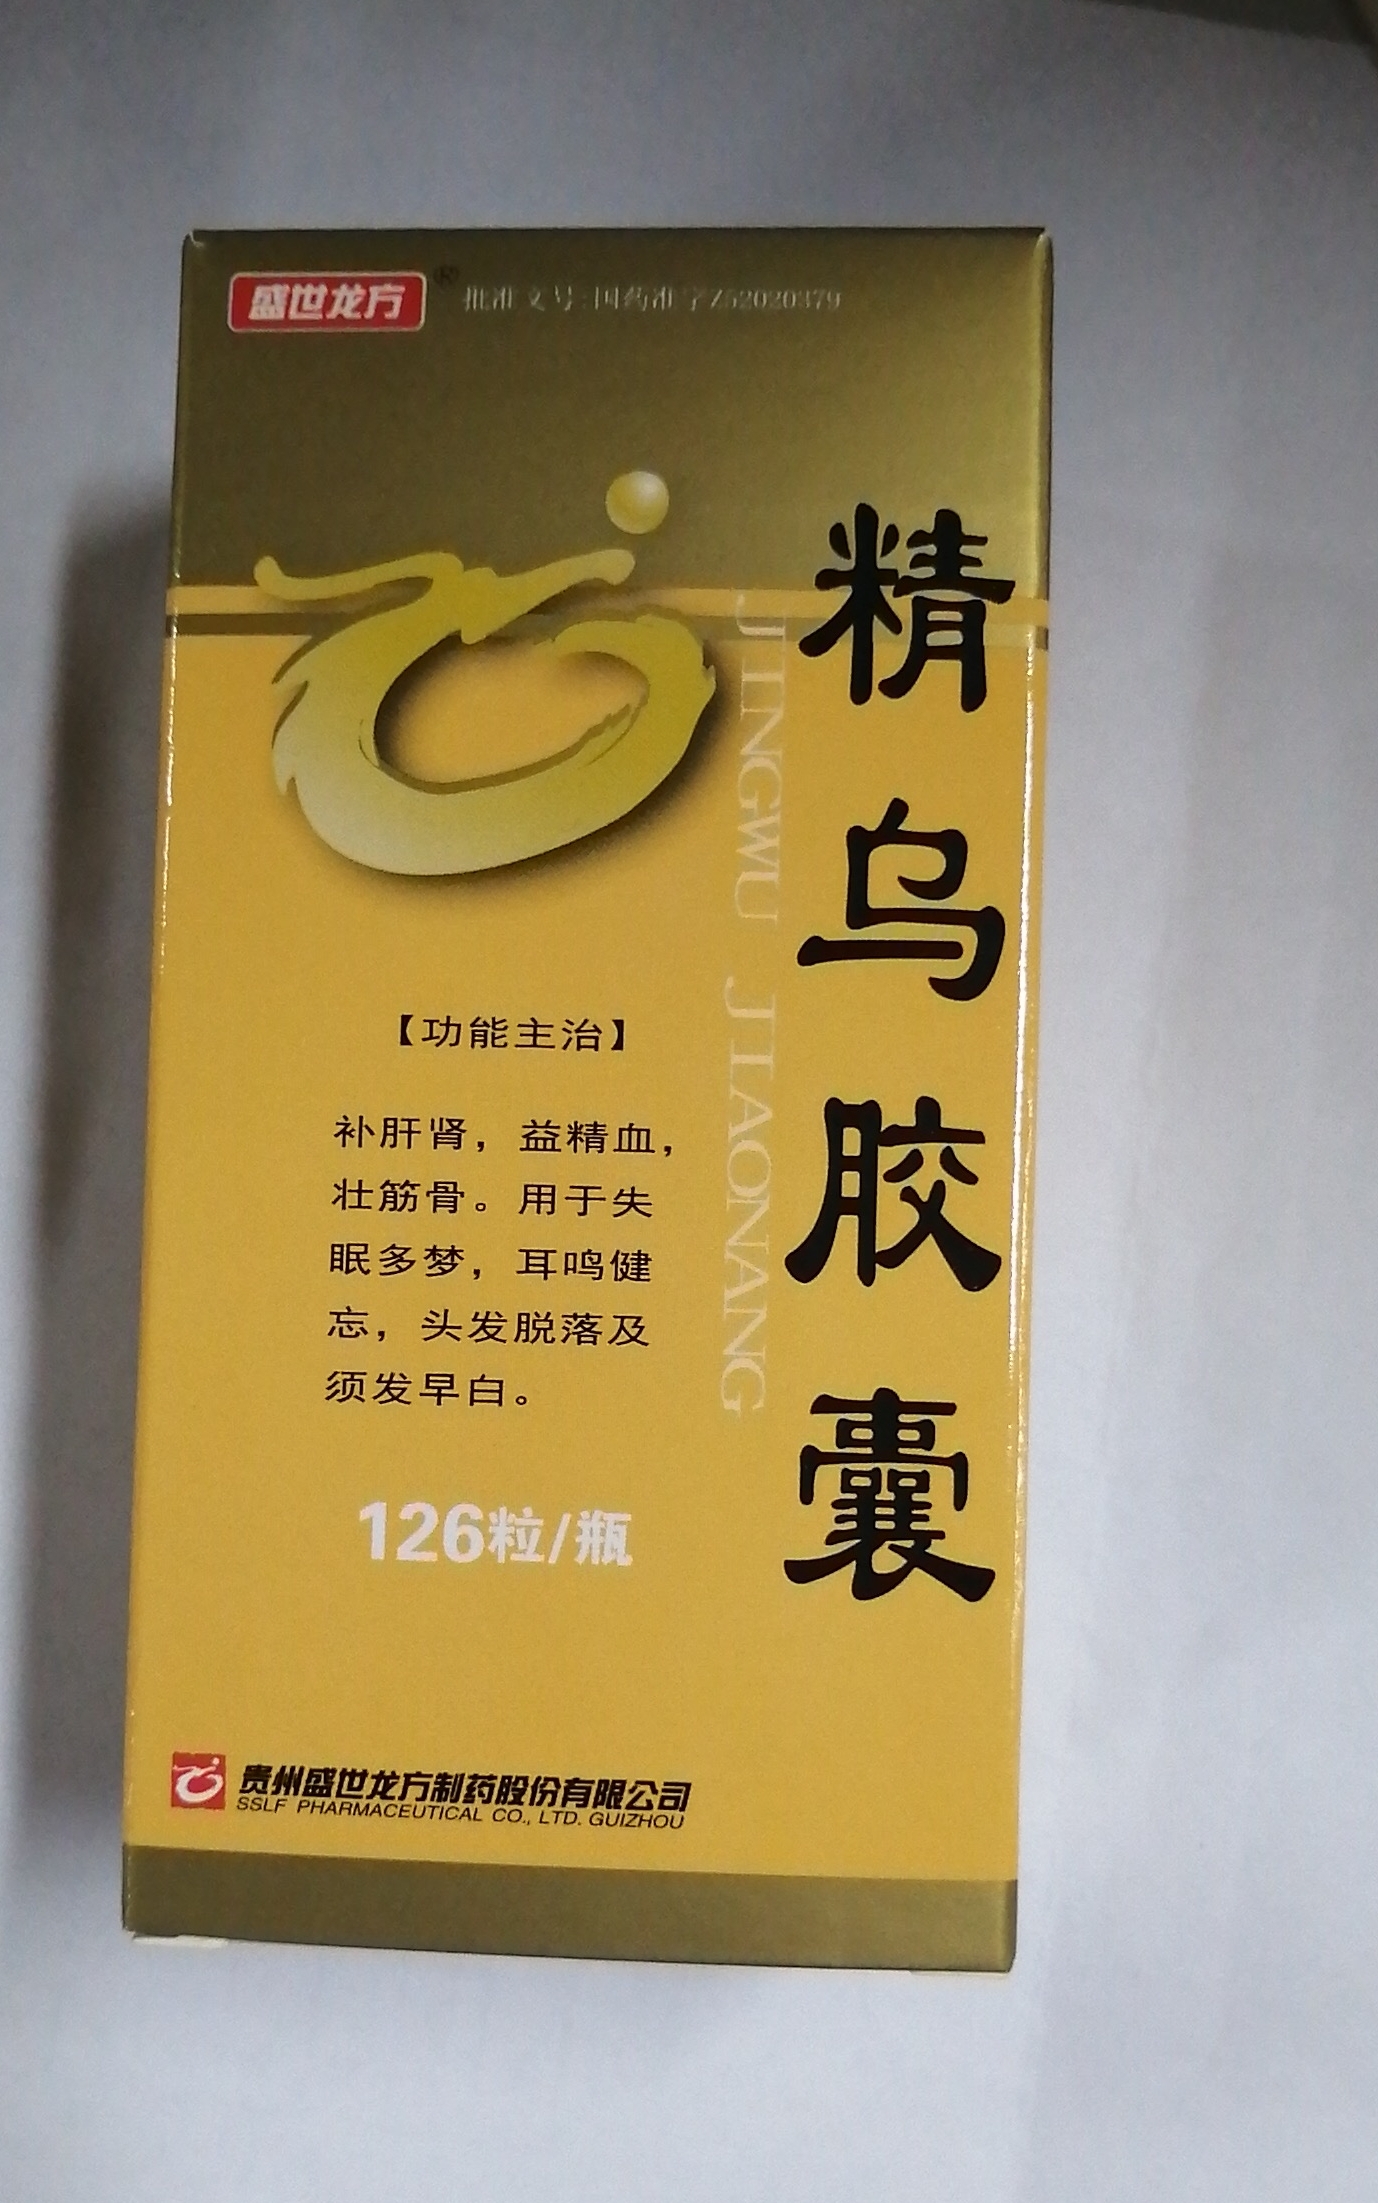 盛世龙方®
批准文号:国药准字Z52020379
精乌胶囊
JINGWU JIAONANG
【功能主治】
补肝肾，益精血，
壮筋骨。用于失
眠多梦，耳鸣健
忘，头发脱落及
须发早白。
126粒/瓶
贵州盛世龙方制药股份有限公司
SSLF PHARMACEUTICAL CO., LTD. GUIZHOU